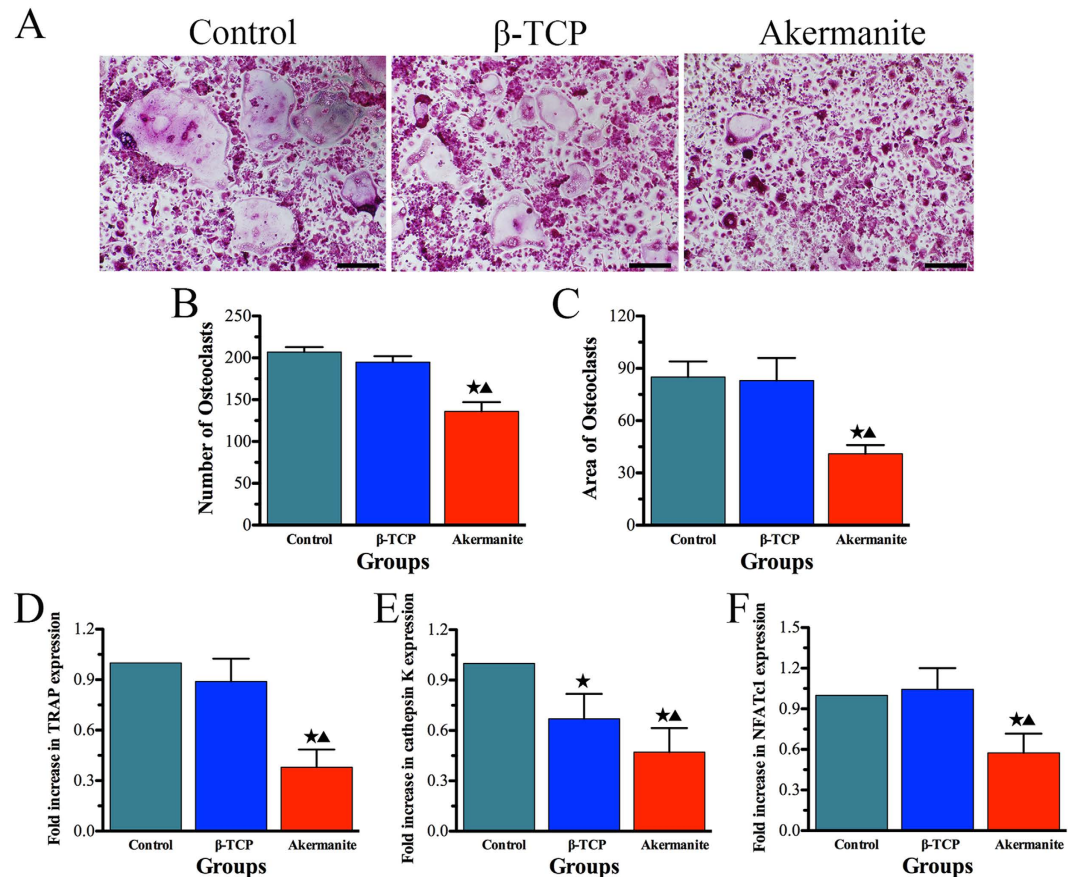 A
Control
β-TCP
Akermanite
B
Number of Osteoclasts
250
200
150
100
50
0
★▲
Control
β-TCP
Akermanite
Groups
C
Area of Osteoclasts
120
90
60
30
0
★▲
Control
β-TCP
Akermanite
Groups
D
Fold increase in TRAP expression
1.2
0.9
0.6
0.3
0.0
★▲
Control
β-TCP
Akermanite
Groups
E
Fold increase in cathepsin K expression
1.2
0.9
0.6
0.3
0.0
★
★▲
Control
β-TCP
Akermanite
Groups
F
Fold increase in NFATc1 expression
1.5
1.2
0.9
0.6
0.3
0.0
★▲
Control
β-TCP
Akermanite
Groups